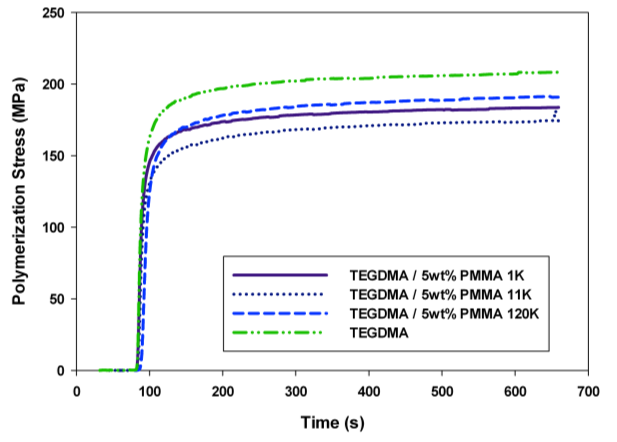 250
200
150
100
50
0
Polymerization Stress (MPa)
TEGDMA / 5wt% PMMA 1K
TEGDMA / 5wt% PMMA 11K
TEGDMA / 5wt% PMMA 120K
TEGDMA
0 100 200 300 400 500 600 700
Time (s)